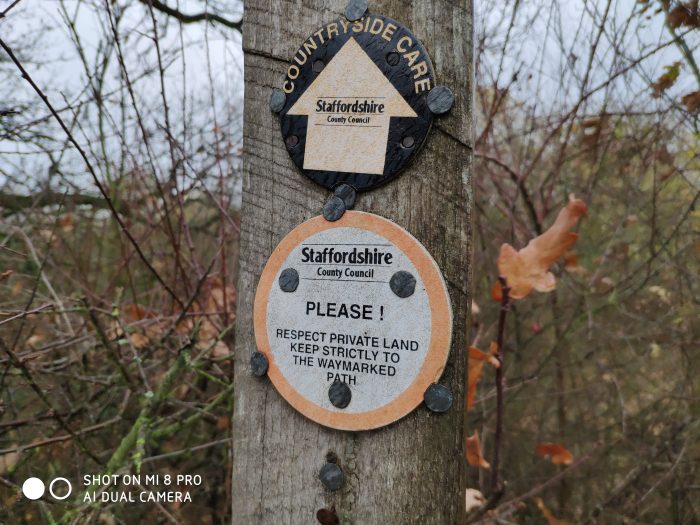 COUNTRYSIDE CARE
Staffordshire
County Council
Staffordshire
County Council
PLEASE !
RESPECT PRIVATE LAND
KEEP STRICTLY TO
THE WAYMARKED
PATH
SHOT ON MI 8 PRO
AI DUAL CAMERA